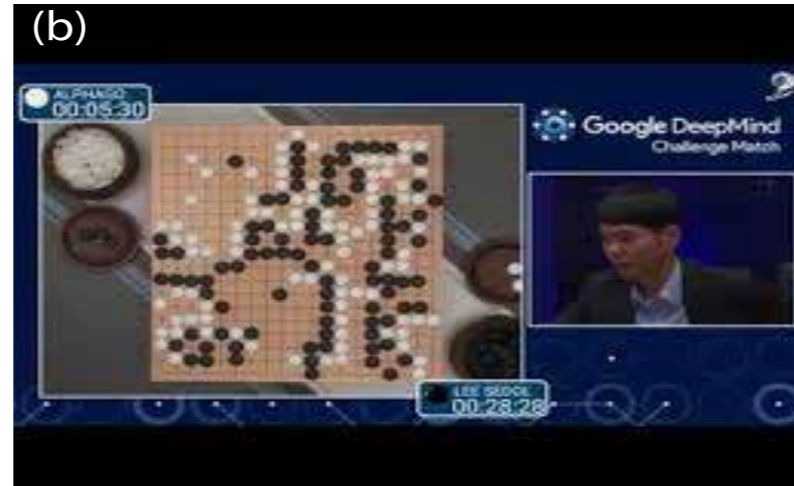 (b)
ALPHAGO
00:05:30
Google DeepMind
Challenge Match
LEE SEDOL
00:28:28